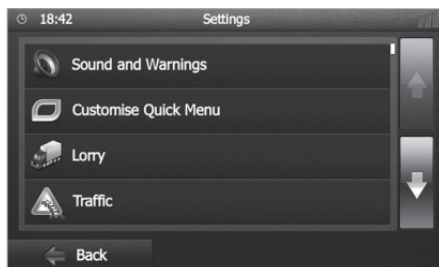 18:42 Settings
Sound and Warnings
Customise Quick Menu
Lorry
Traffic
Back